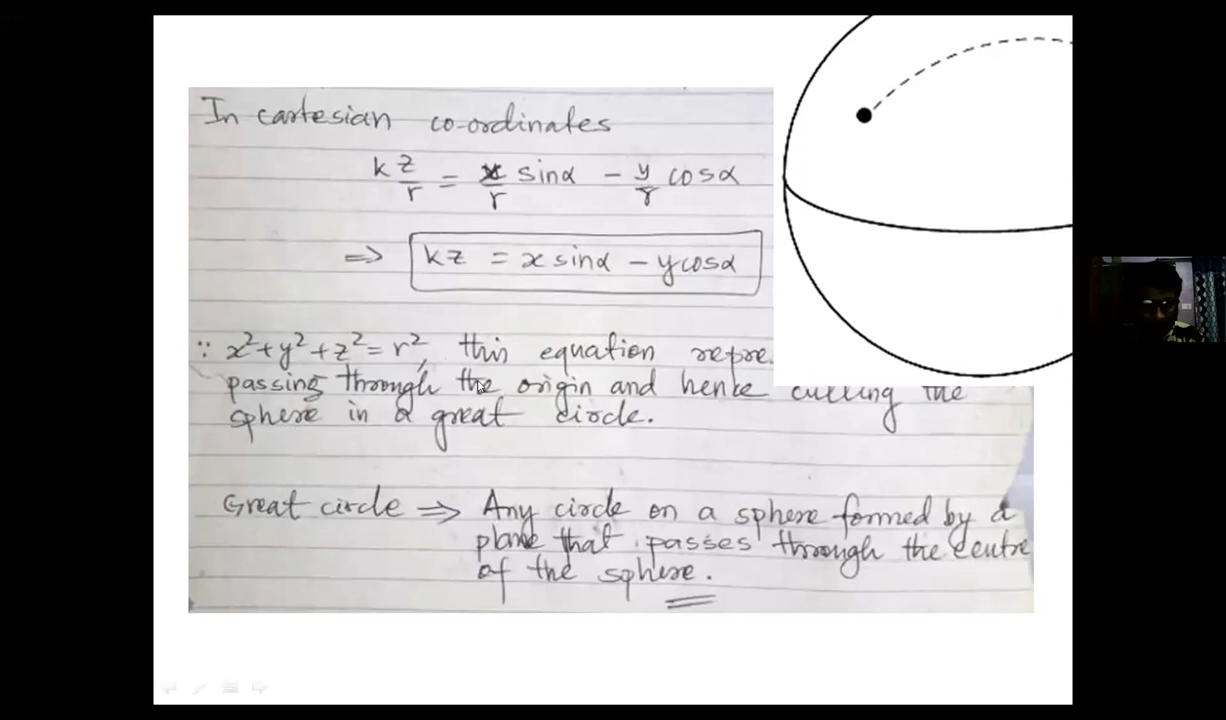 In cartesian co-ordinates
k z/r = x/r sinα - y/r cosα
⇒ kz = x sinα - y cosα
∵ x²+y²+z² = r², this equation repre
passing through the origin and hence cutting the
sphere in a great circle.
Great circle ⇒ Any circle on a sphere formed by a
plane that passes through the centre
of the sphere.